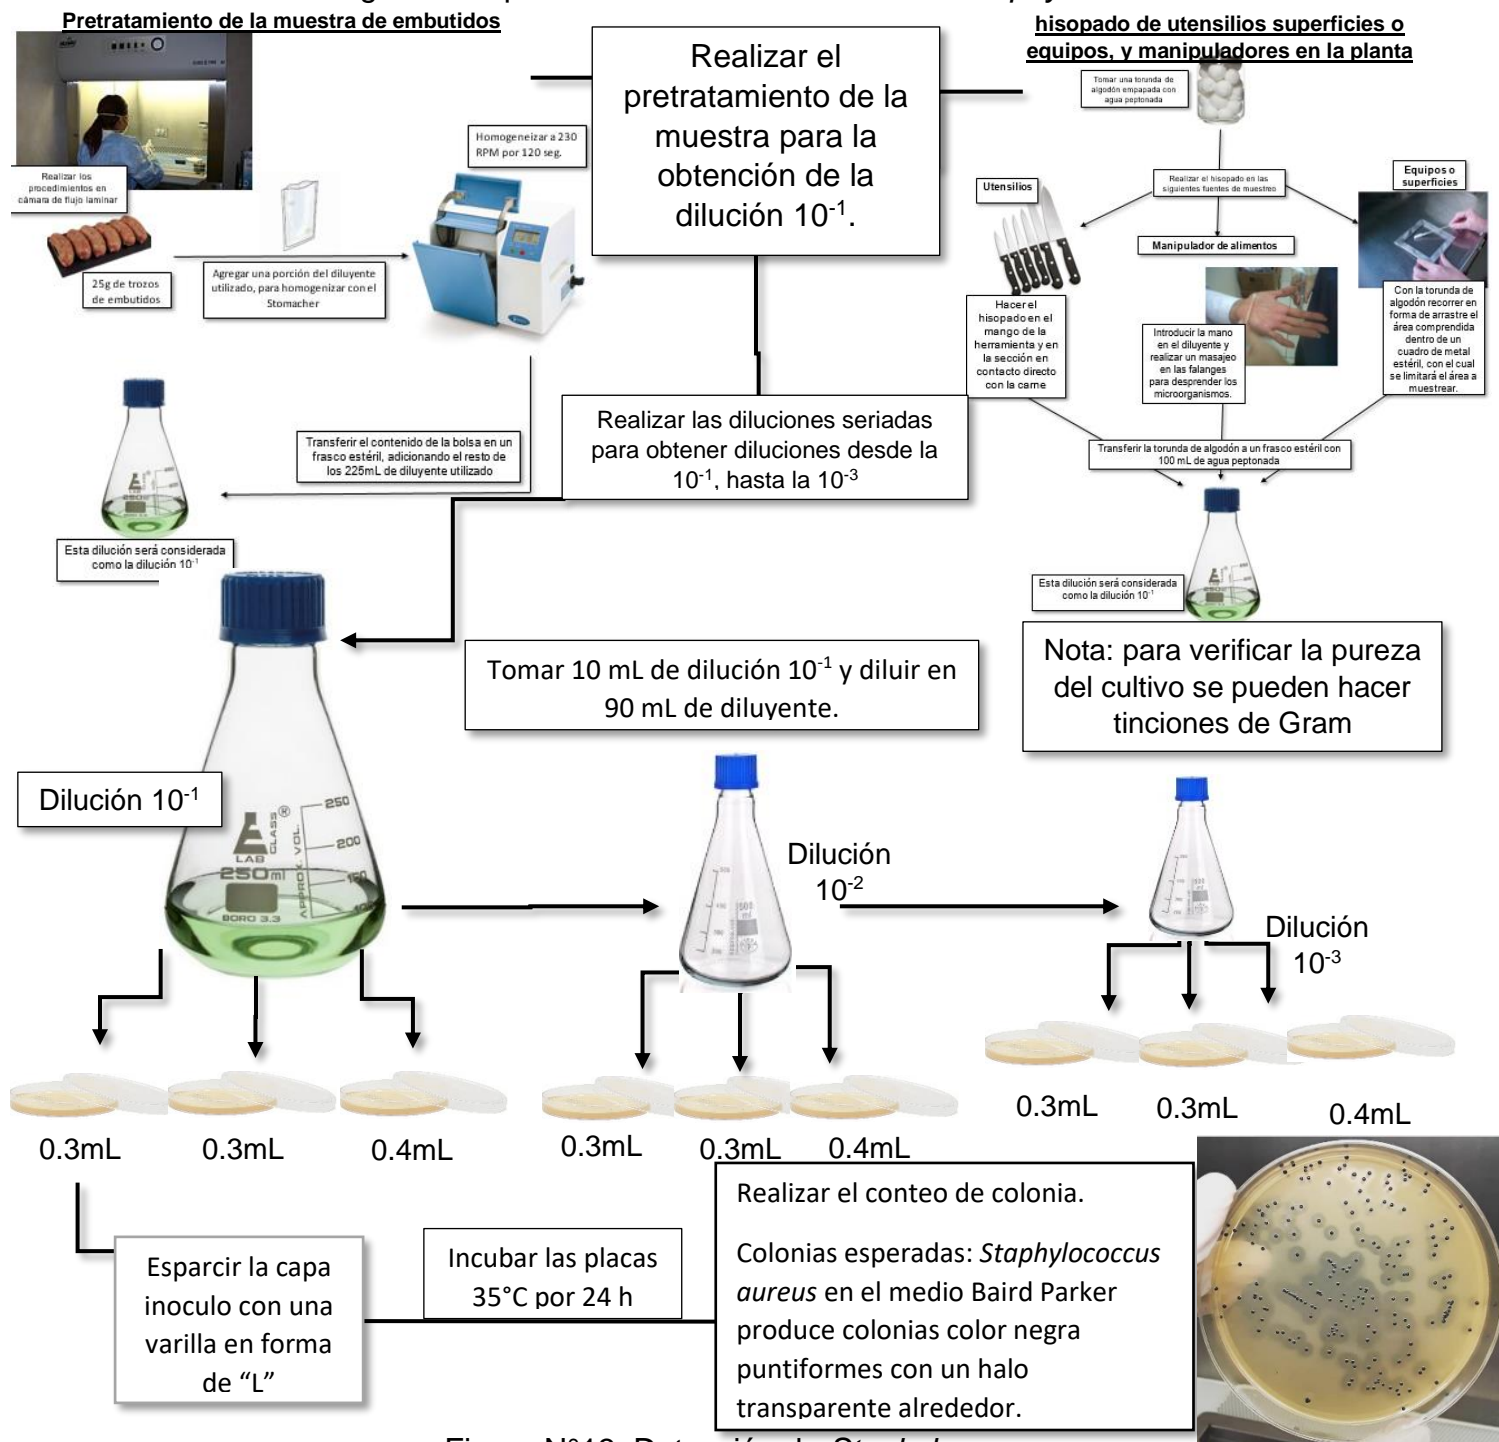 Pretratamiento de la muestra de embutidos
Realizar los
procedimientos en
cámara de flujo laminar
25g de trozos
de embutidos
Agregar una porción del diluyente
utilizado, para homogenizar con el
Stomacher
Homogeneizar a 230
RPM por 120 seg.
Transferir el contenido de la bolsa en un
frasco estéril, adicionando el resto de
los 225mL de diluyente utilizado
Esta dilución será considerada
como la dilución 10⁻¹
Realizar el
pretratamiento de la
muestra para la
obtención de la
dilución 10⁻¹.
hisopado de utensilios superficies o
equipos, y manipuladores en la planta
Tomar una torunda de
algodón empapada con
agua peptonada
Realizar el hisopado en las
siguientes fuentes de muestreo
Utensilios
Manipulador de alimentos
Equipos o
superficies
Hacer el
hisopado en el
mango de la
herramienta y en
la sección en
contacto directo
con la carne
Introducir la mano
en el diluyente y
realizar un masajeo
en las falanges
para desprender los
microorganismos.
Con la torunda de
algodón recorrer en
forma de arrastre el
área comprendida
dentro de un
cuadro de metal
estéril, con el cual
se limitará el área a
muestrear.
Transferir la torunda de algodón a un frasco estéril con
100 mL de agua peptonada
Esta dilución será considerada
como la dilución 10⁻¹
Realizar las diluciones seriadas
para obtener diluciones desde la
10⁻¹, hasta la 10⁻³
Tomar 10 mL de dilución 10⁻¹ y diluir en
90 mL de diluyente.
Nota: para verificar la pureza
del cultivo se pueden hacer
tinciones de Gram
Dilución 10⁻¹
LAB
GLASS®
250ml
BORO 3.3
APPROX. VOL.
250
200
150
100
Dilución
10⁻²
Dilución
10⁻³
0.3mL 0.3mL 0.4mL
0.3mL 0.3mL 0.4mL
0.3mL 0.3mL 0.4mL
Esparcir la capa
inoculo con una
varilla en forma
de “L”
Incubar las placas
35°C por 24 h
Realizar el conteo de colonia.
Colonias esperadas: Staphylococcus
aureus en el medio Baird Parker
produce colonias color negra
puntiformes con un halo
transparente alrededor.